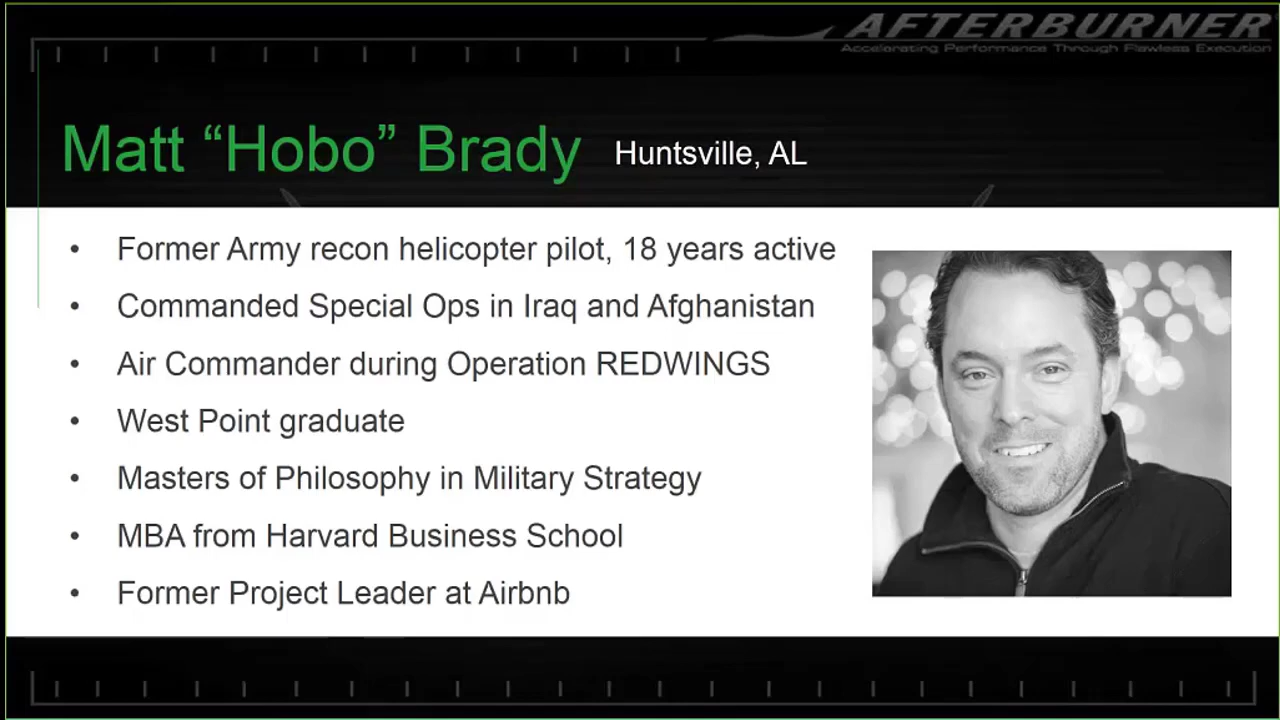 AFTERBURNER
Accelerating Performance Through Flawless Execution
Matt “Hobo” Brady Huntsville, AL
• Former Army recon helicopter pilot, 18 years active
• Commanded Special Ops in Iraq and Afghanistan
• Air Commander during Operation REDWINGS
• West Point graduate
• Masters of Philosophy in Military Strategy
• MBA from Harvard Business School
• Former Project Leader at Airbnb